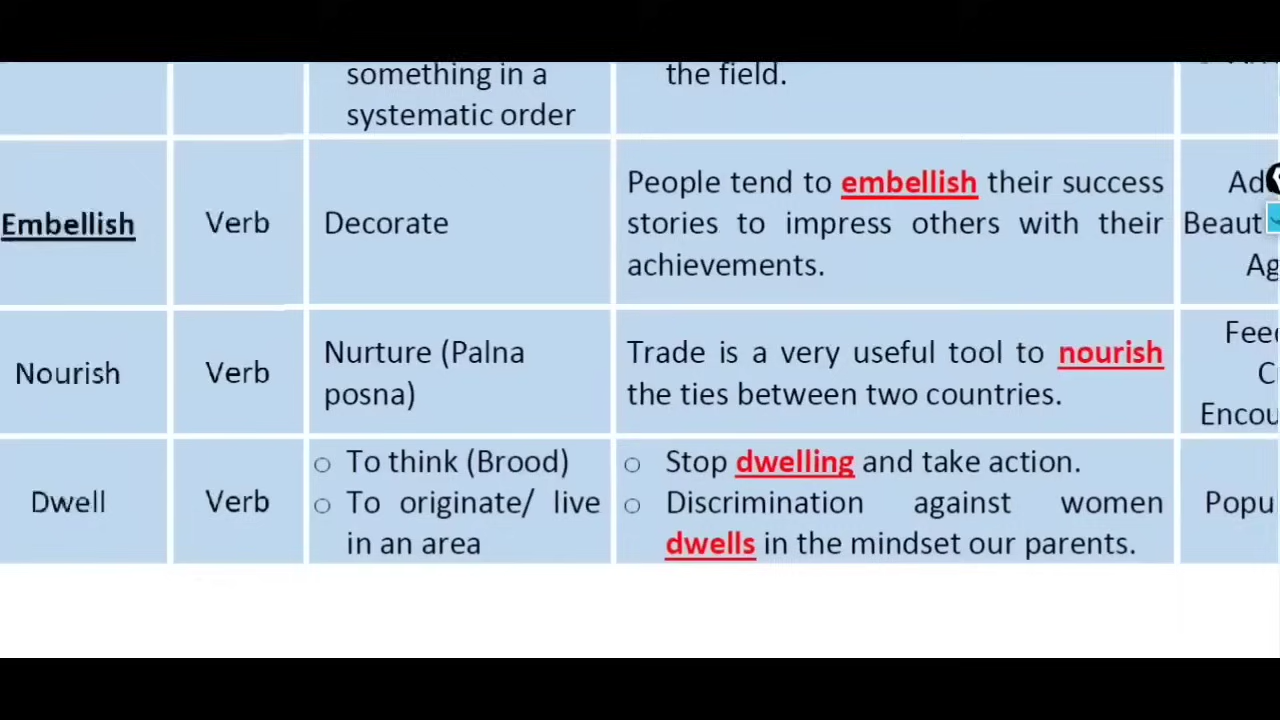 something in a
systematic order
the field.
Embellish
Verb
Decorate
People tend to embellish their success
stories to impress others with their
achievements.
Nourish
Verb
Nurture (Palna
posna)
Trade is a very useful tool to nourish
the ties between two countries.
Dwell
Verb
○ To think (Brood)
○ To originate/ live
in an area
○ Stop dwelling and take action.
○ Discrimination against women
dwells in the mindset our parents.